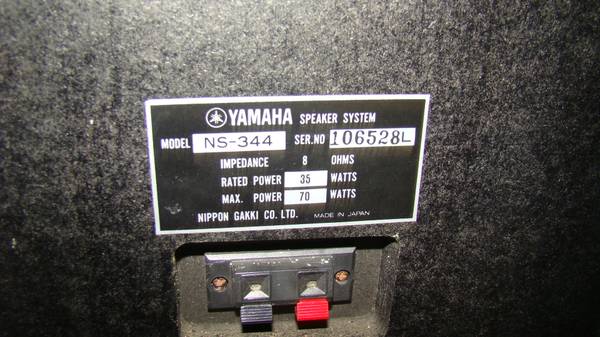 YAMAHA SPEAKER SYSTEM
MODEL NS-344 SER.NO 106528L
IMPEDANCE 8 OHMS
RATED POWER 35 WATTS
MAX. POWER 70 WATTS
NIPPON GAKKI CO. LTD. MADE IN JAPAN